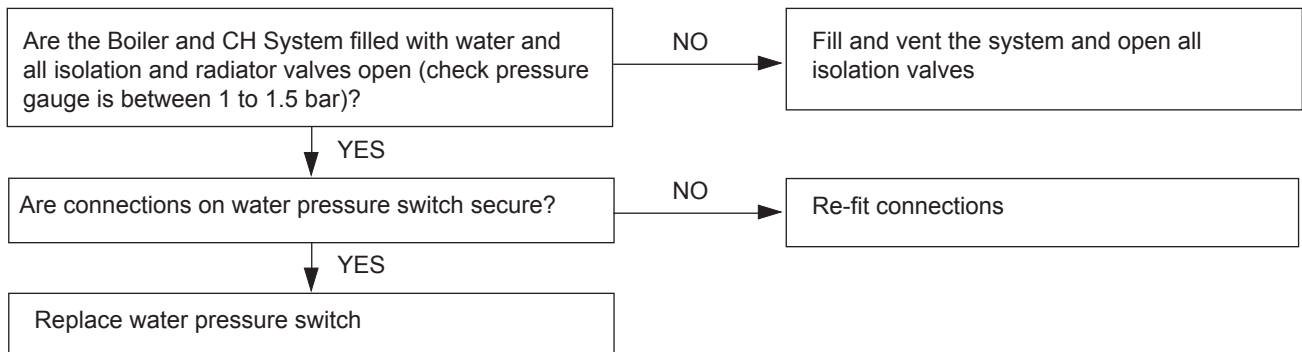 Are the Boiler and CH System filled with water and
all isolation and radiator valves open (check pressure
gauge is between 1 to 1.5 bar)?
NO
Fill and vent the system and open all
isolation valves
YES
Are connections on water pressure switch secure?
NO
Re-fit connections
YES
Replace water pressure switch